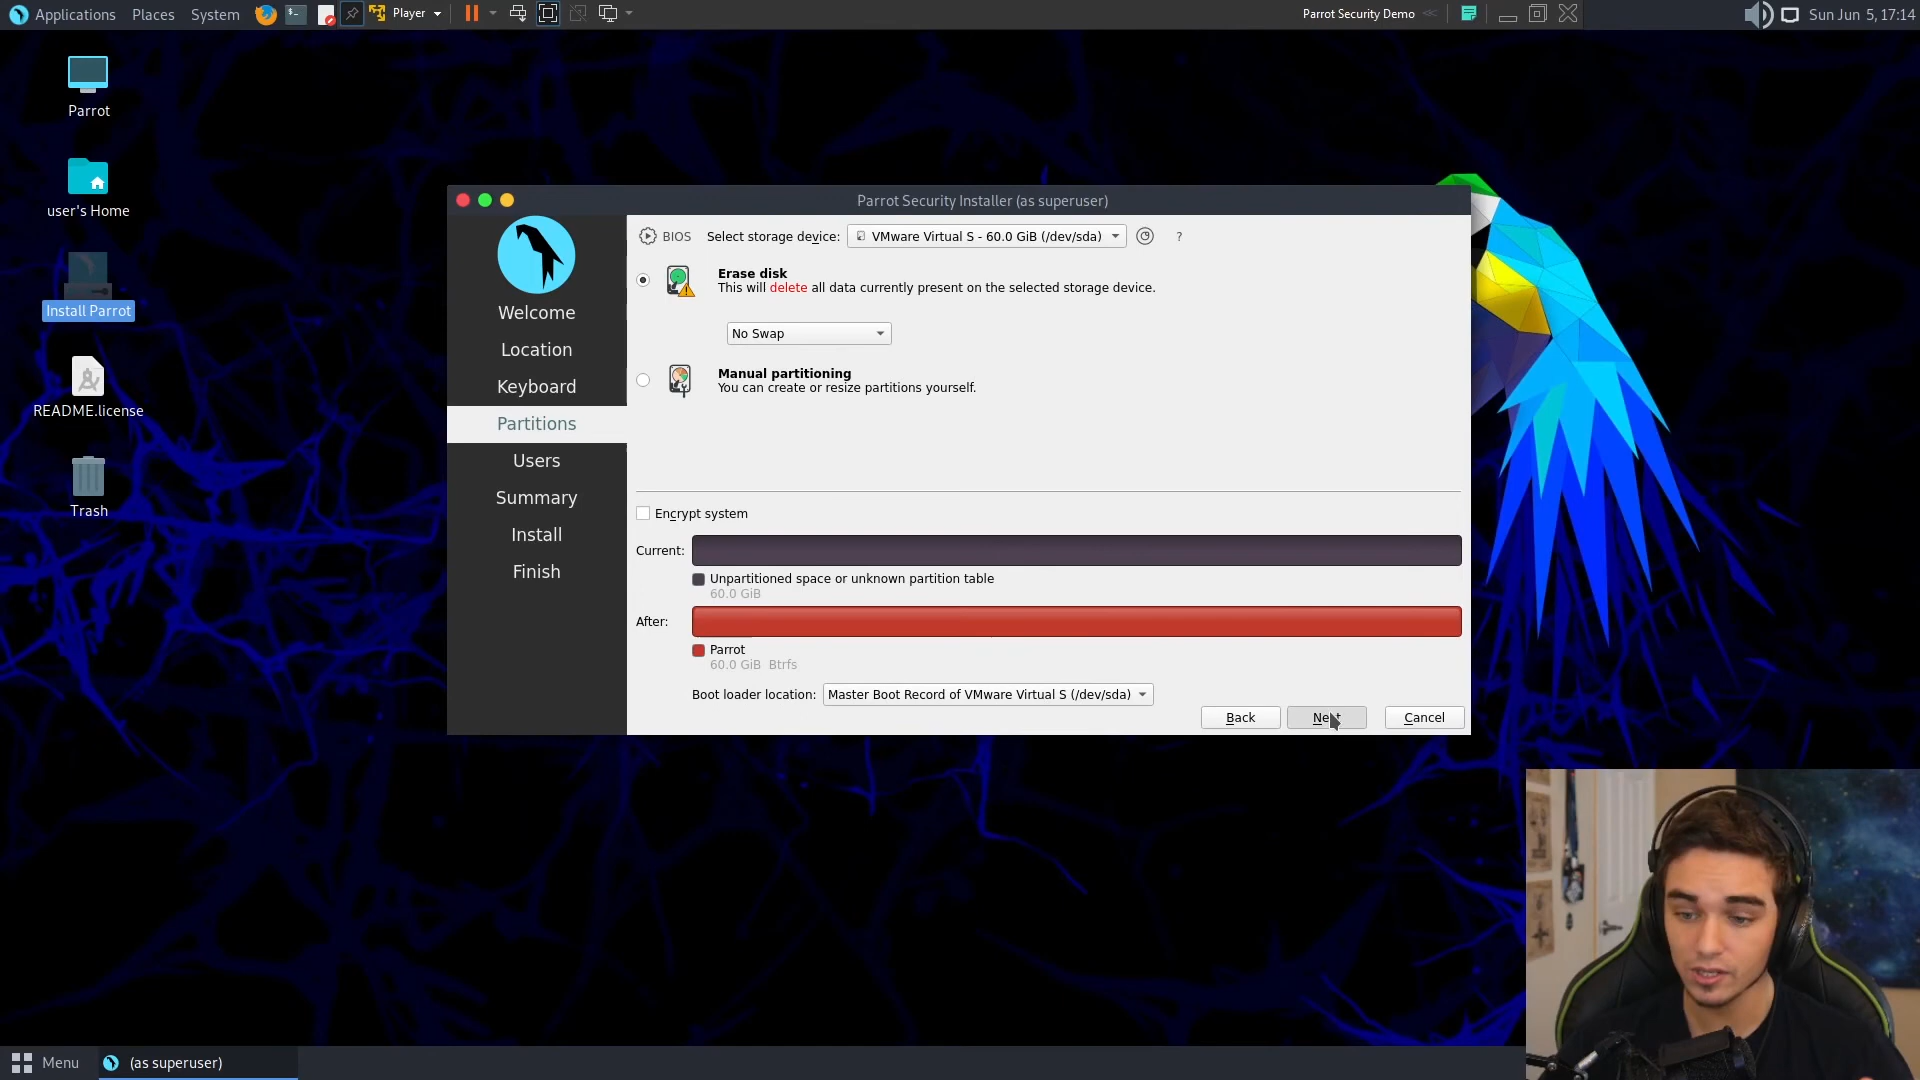 Applications Places System
Player
Parrot Security Demo
Sun Jun 5, 17:14
Parrot
user's Home
Install Parrot
README.license
Trash
Parrot Security Installer (as superuser)
Welcome
Location
Keyboard
Partitions
Users
Summary
Install
Finish
BIOS Select storage device: VMware Virtual S - 60.0 GiB (/dev/sda) ?
Erase disk
This will delete all data currently present on the selected storage device.
No Swap
Manual partitioning
You can create or resize partitions yourself.
Encrypt system
Current:
Unpartitioned space or unknown partition table
60.0 GiB
After:
Parrot
60.0 GiB Btrfs
Boot loader location: Master Boot Record of VMware Virtual S (/dev/sda)
Back Next Cancel
Menu (as superuser)